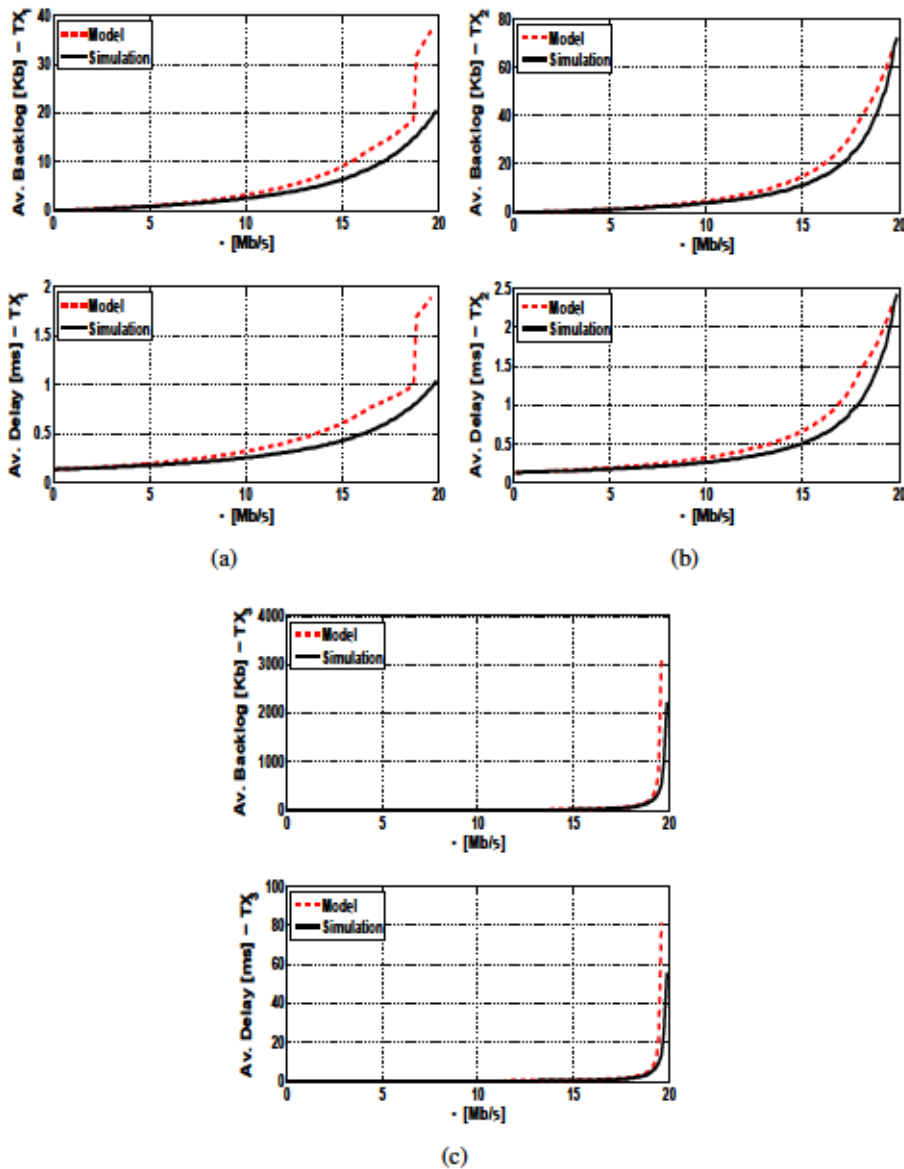 Av. Backlog [Kb] – TX1
40
30
20
10
0
Model
Simulation
0 5 10 15 20
· [Mb/s]
Av. Backlog [Kb] – TX2
80
60
40
20
0
Model
Simulation
0 5 10 15 20
· [Mb/s]
Av. Delay [ms] – TX1
2
1.5
1
0.5
0
Model
Simulation
0 5 10 15 20
· [Mb/s]
(a)
Av. Delay [ms] – TX2
2.5
2
1.5
1
0.5
0
Model
Simulation
0 5 10 15 20
· [Mb/s]
(b)
Av. Backlog [Kb] – TX3
4000
3000
2000
1000
0
Model
Simulation
0 5 10 15 20
· [Mb/s]
Av. Delay [ms] – TX3
100
80
60
40
20
0
Model
Simulation
0 5 10 15 20
· [Mb/s]
(c)